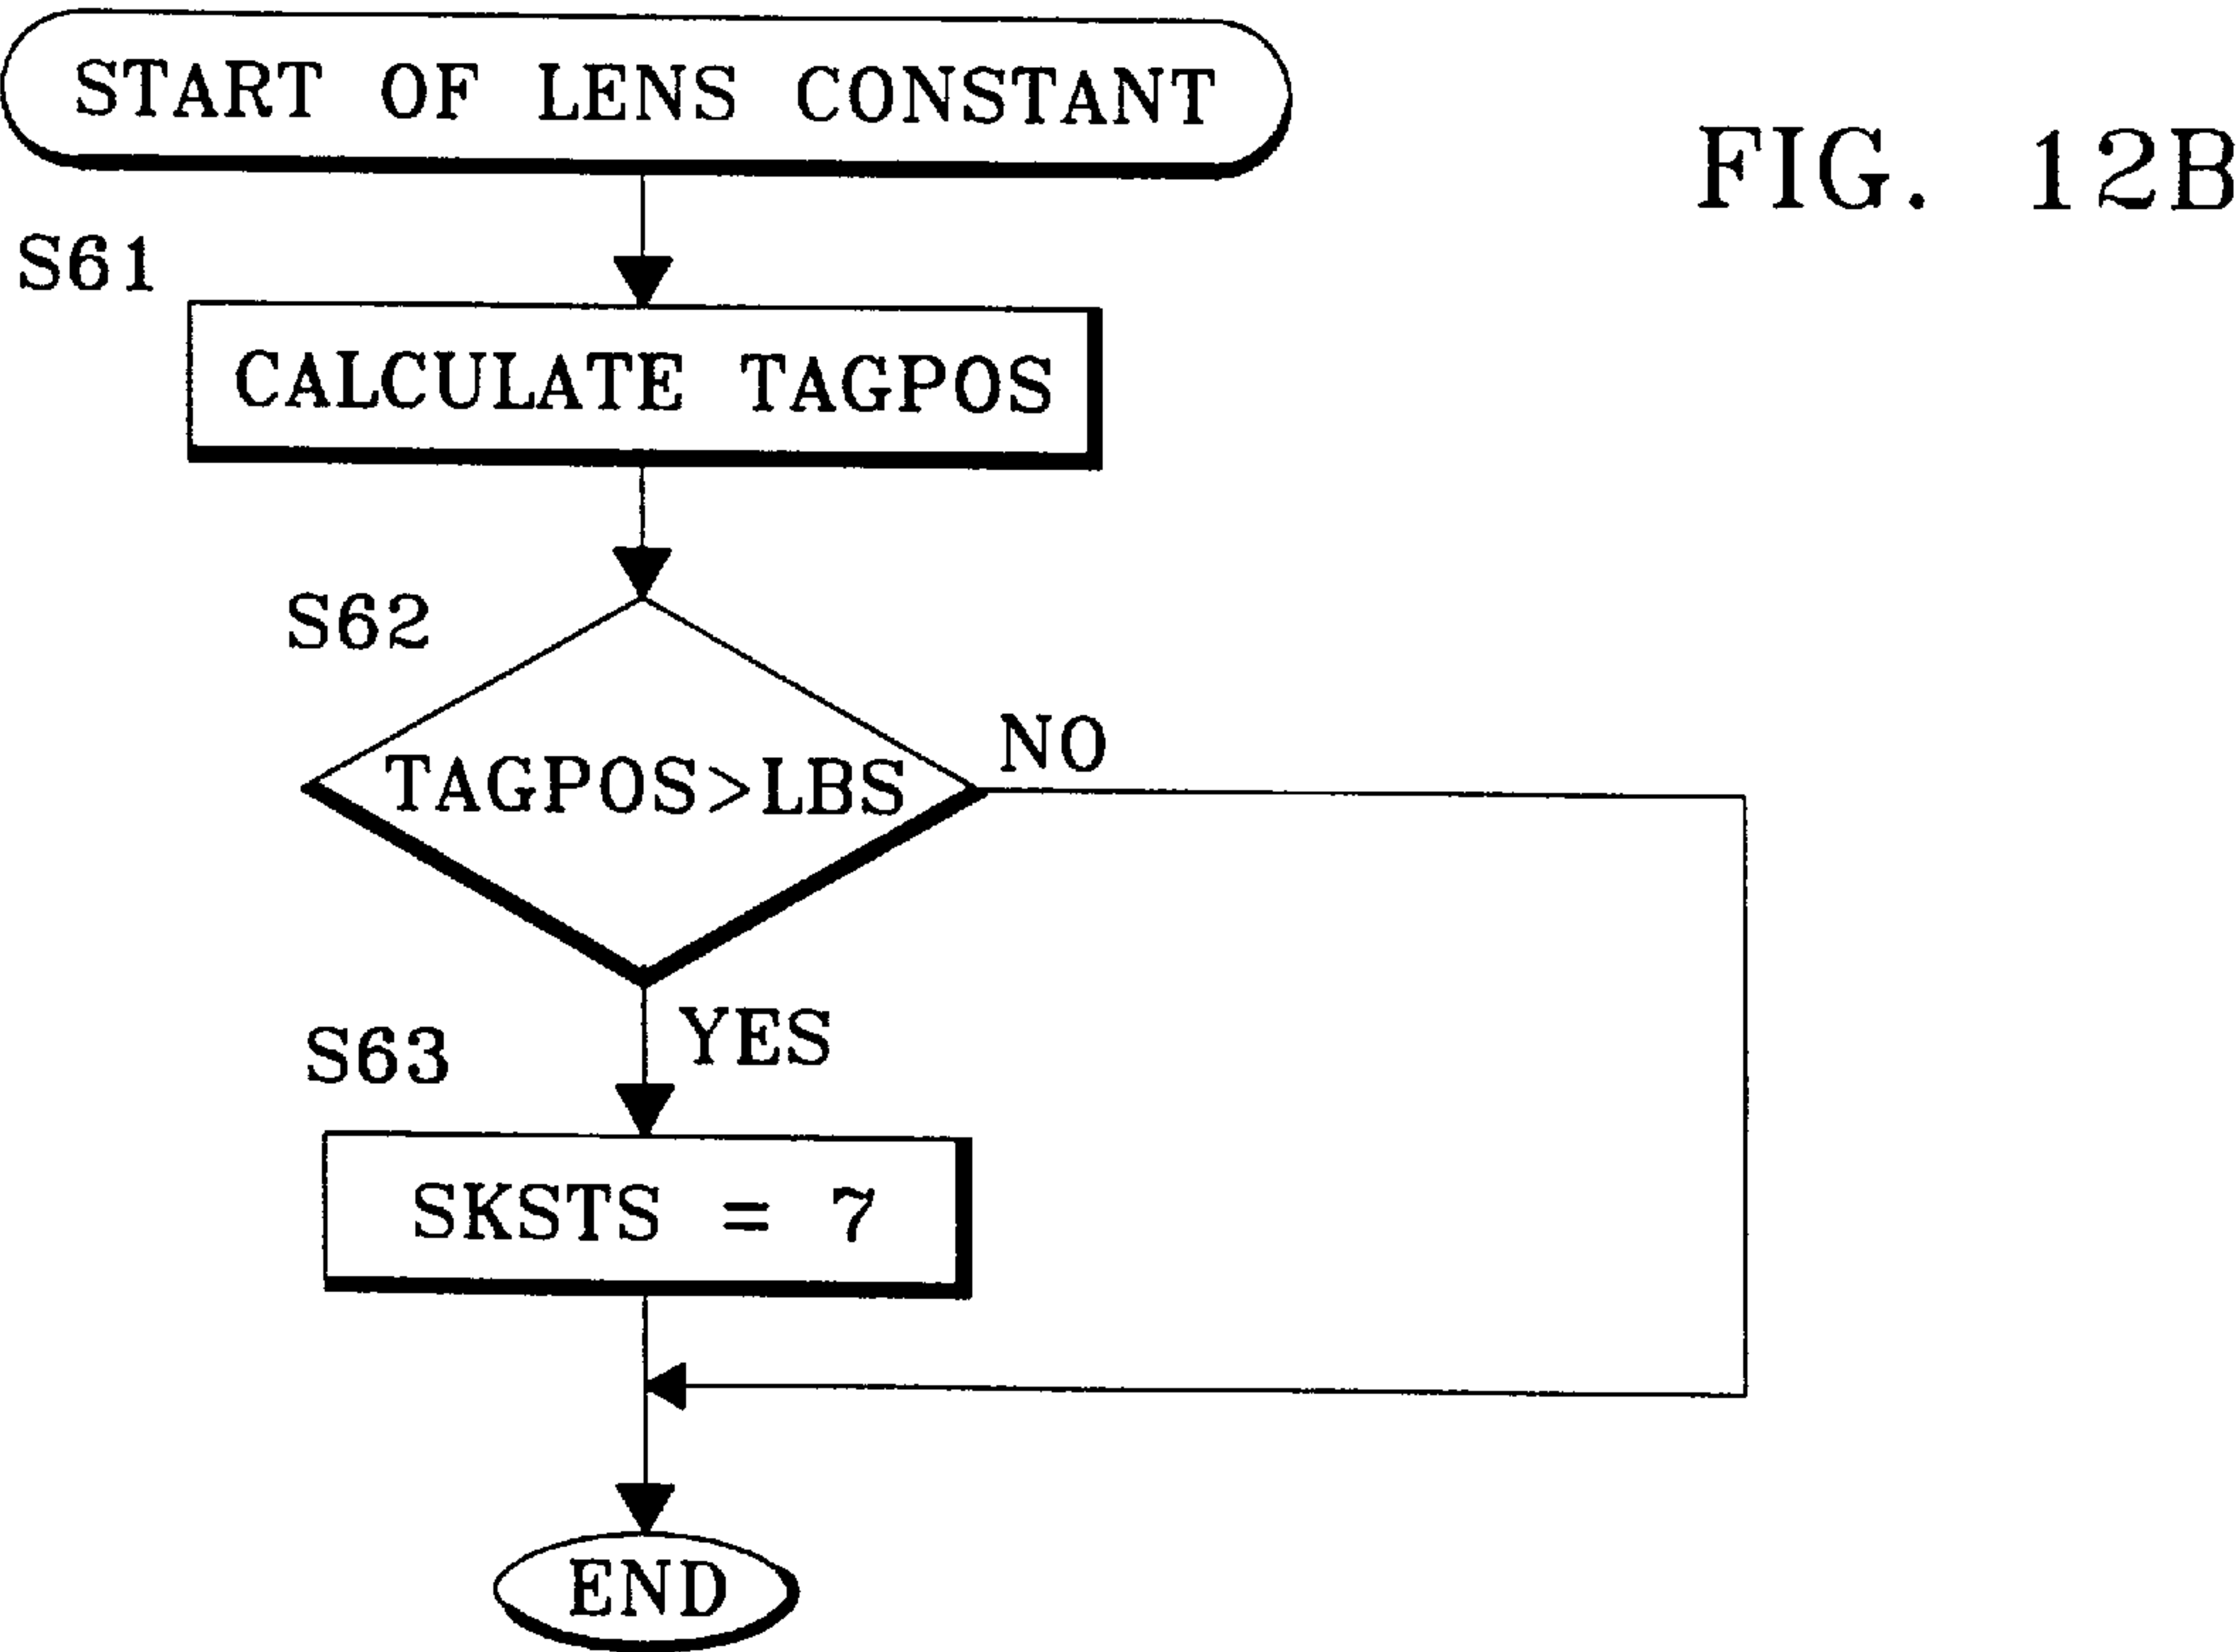 START OF LENS CONSTANT
FIG. 12B
S61
CALCULATE TAGPOS
S62
TAGPOS>LBS
NO
YES
S63
SKSTS = 7
END